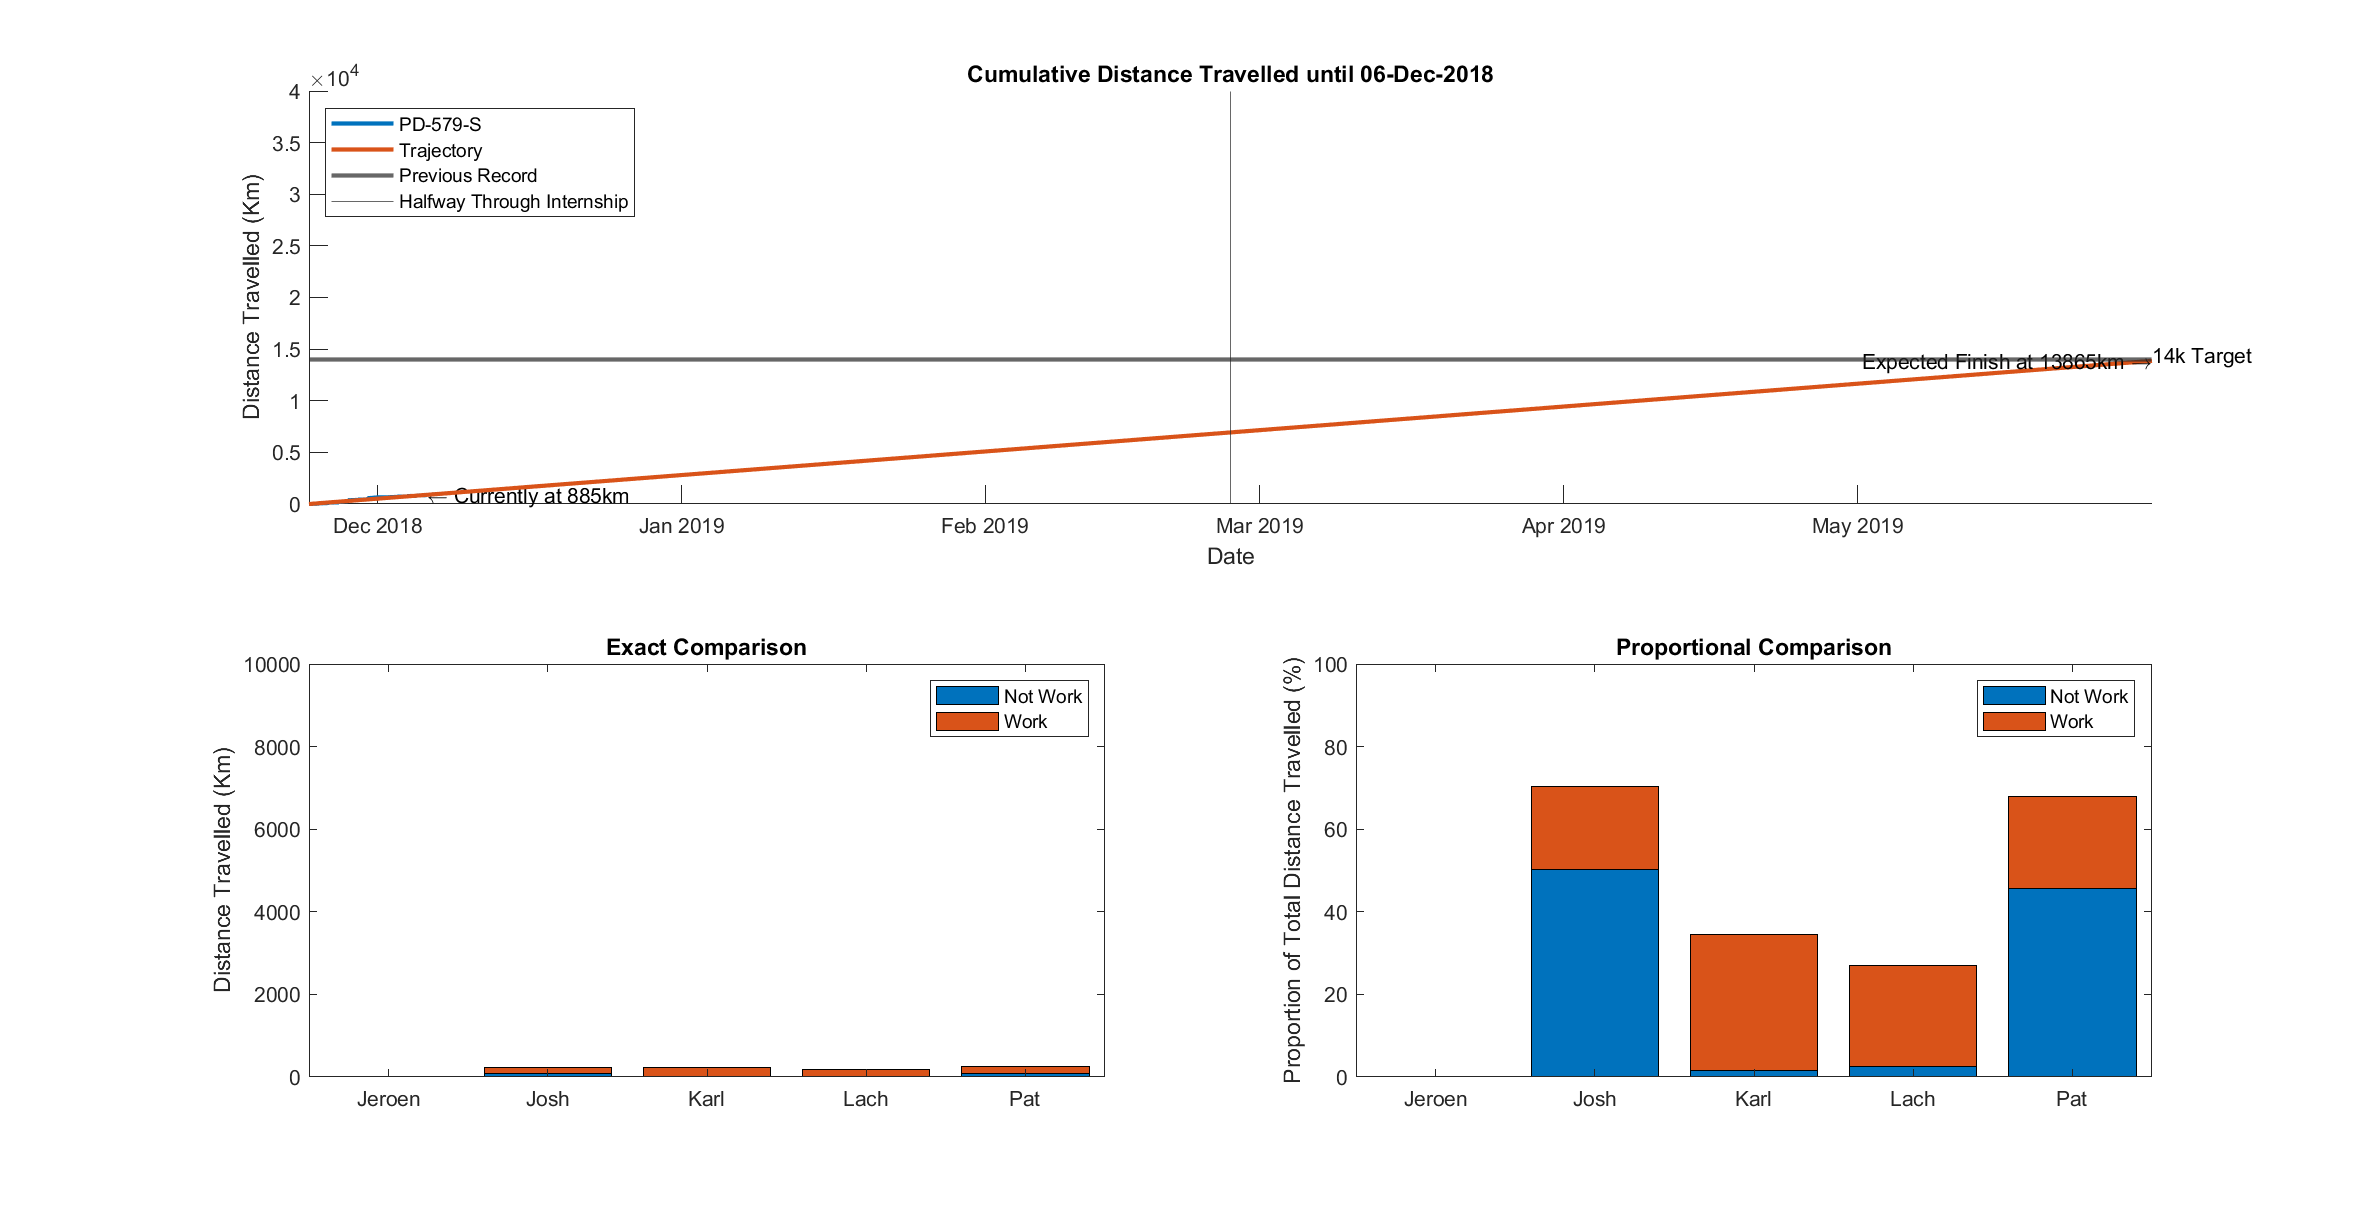 Cumulative Distance Travelled until 06-Dec-2018
×10^4
4
3.5
3
2.5
2
1.5
1
0.5
0
Distance Travelled (Km)
PD-579-S
Trajectory
Previous Record
Halfway Through Internship
Expected Finish at 13865km →
14k Target
← Currently at 885km
Dec 2018
Jan 2019
Feb 2019
Mar 2019
Apr 2019
May 2019
Date
Exact Comparison
10000
8000
6000
4000
2000
0
Distance Travelled (Km)
Not Work
Work
Jeroen
Josh
Karl
Lach
Pat
Proportional Comparison
100
80
60
40
20
0
Proportion of Total Distance Travelled (%)
Not Work
Work
Jeroen
Josh
Karl
Lach
Pat